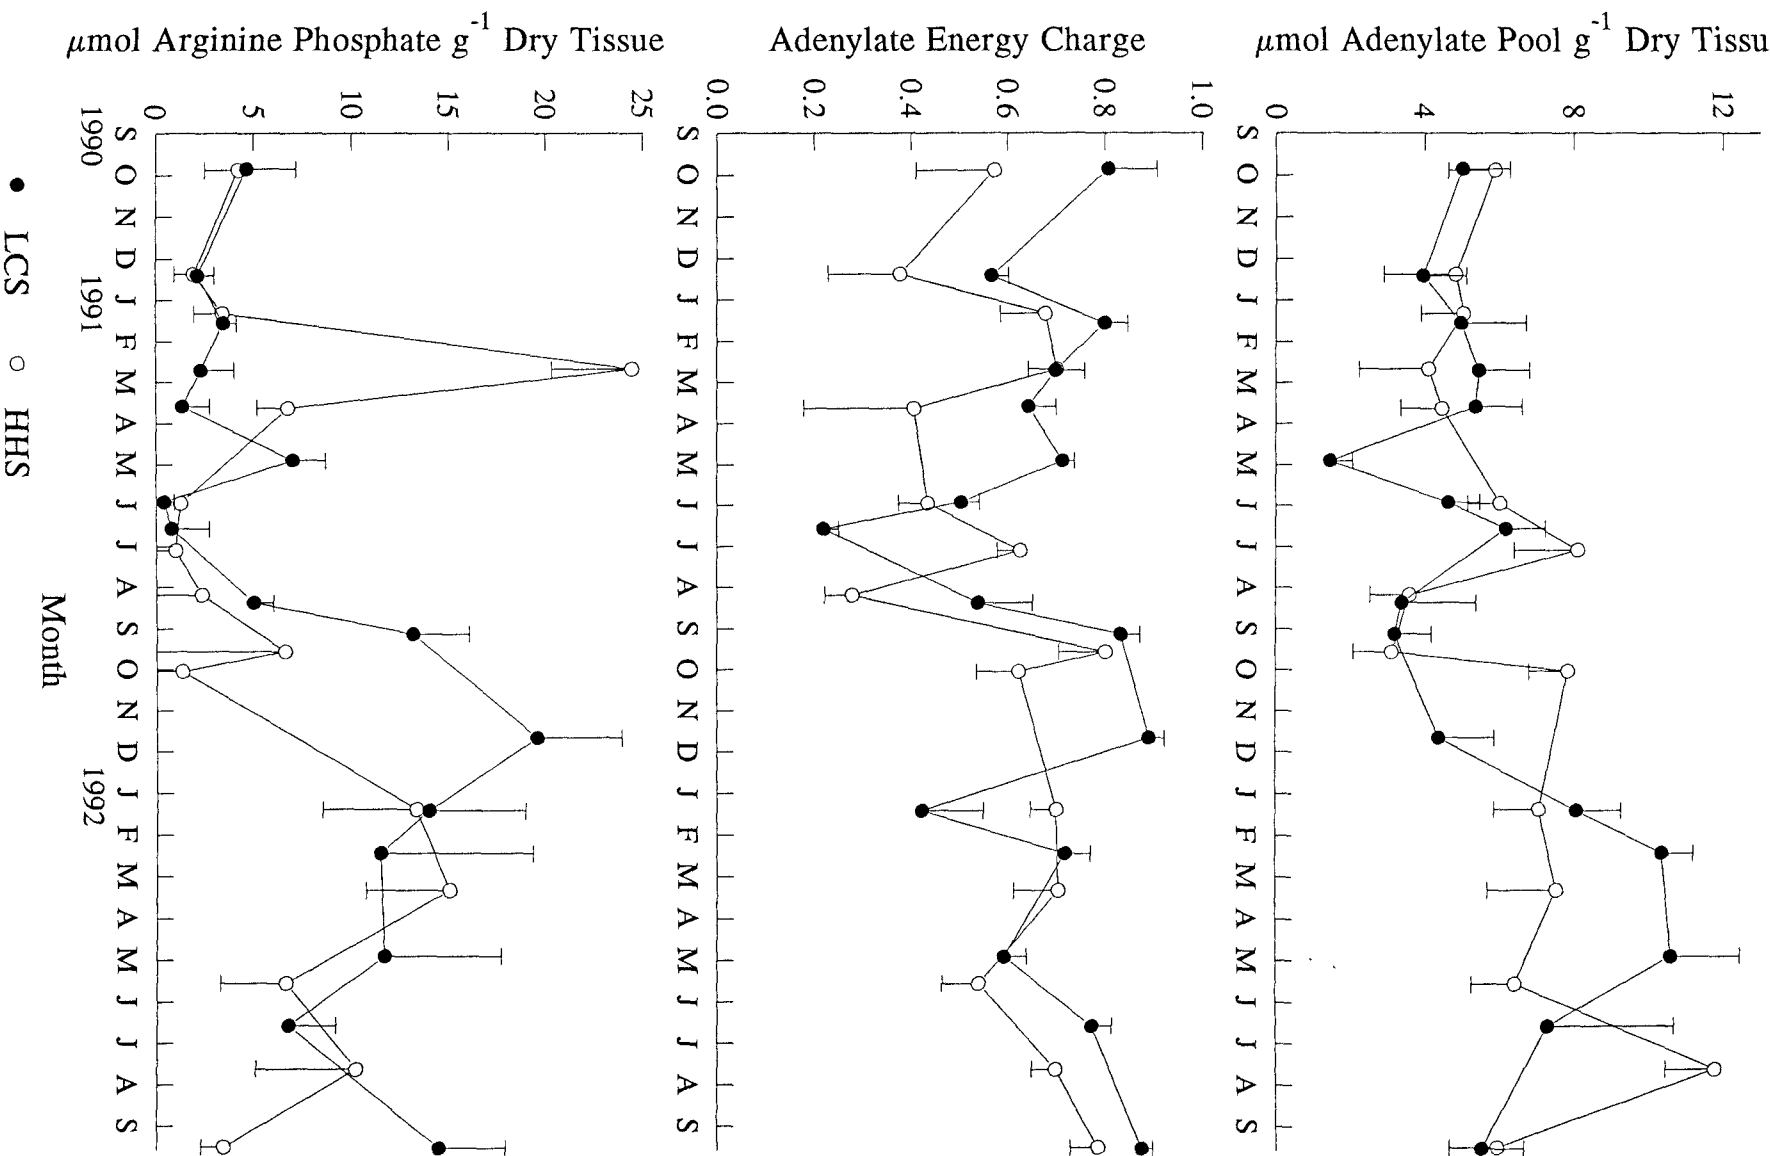 μmol Arginine Phosphate g⁻¹ Dry Tissue
0 5 10 15 20 25
S O N D J F M A M J J A S O N D J F M A M J J A S
1990 1991 1992
Adenylate Energy Charge
0.0 0.2 0.4 0.6 0.8 1.0
S O N D J F M A M J J A S O N D J F M A M J J A S
μmol Adenylate Pool g⁻¹ Dry Tissu
0 4 8 12
S O N D J F M A M J J A S O N D J F M A M J J A S
Month
LCS HHS